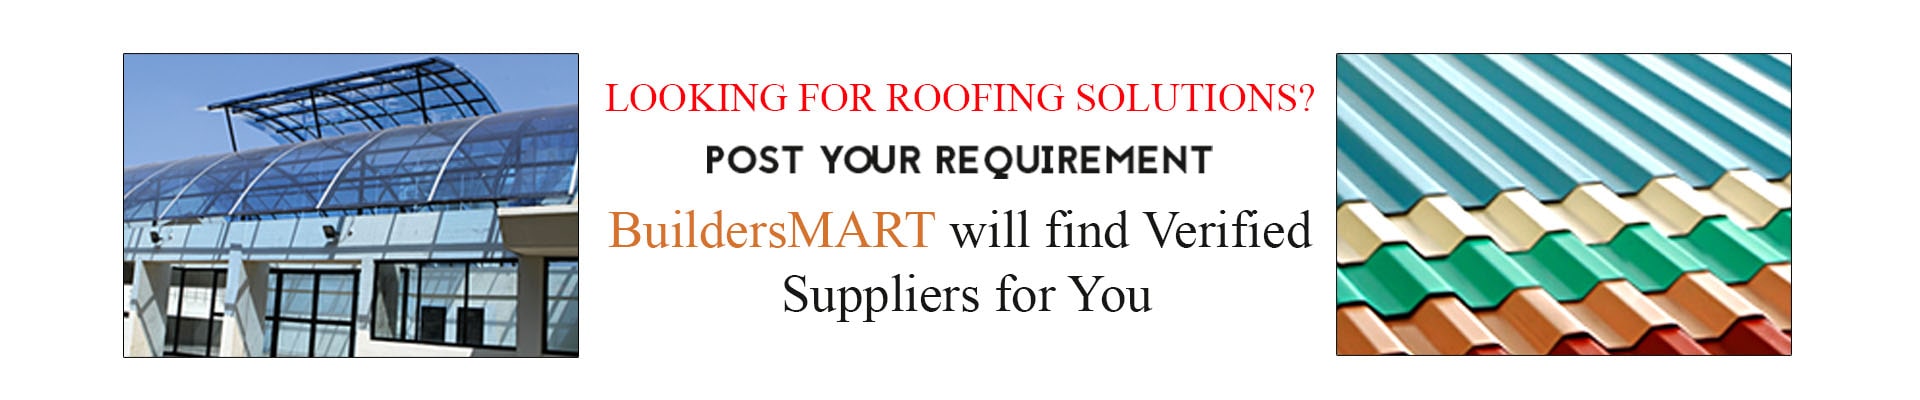 LOOKING FOR ROOFING SOLUTIONS?
POST YOUR REQUIREMENT
BuildersMART will find Verified
Suppliers for You